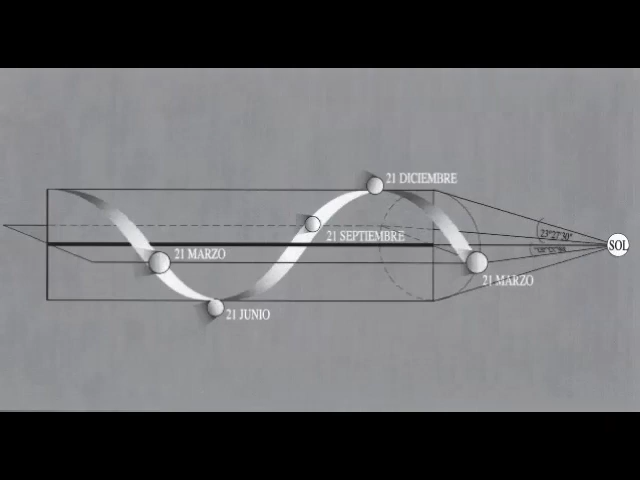 21 DICIEMBRE
21 SEPTIEMBRE
23°27'30"
SOL
21 MARZO
21 MARZO
21 JUNIO